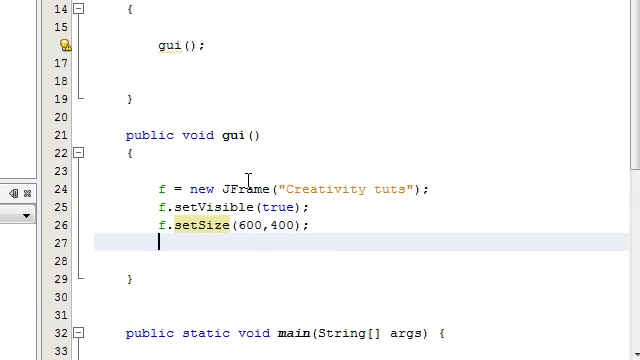 14 {
15
gui();
17
18
19 }
20
21 public void gui()
22 {
23
24 f = new JFrame("Creativity tuts");
25 f.setVisible(true);
26 f.setSize(600,400);
27
28
29 }
30
31
32 public static void main(String[] args) {
33